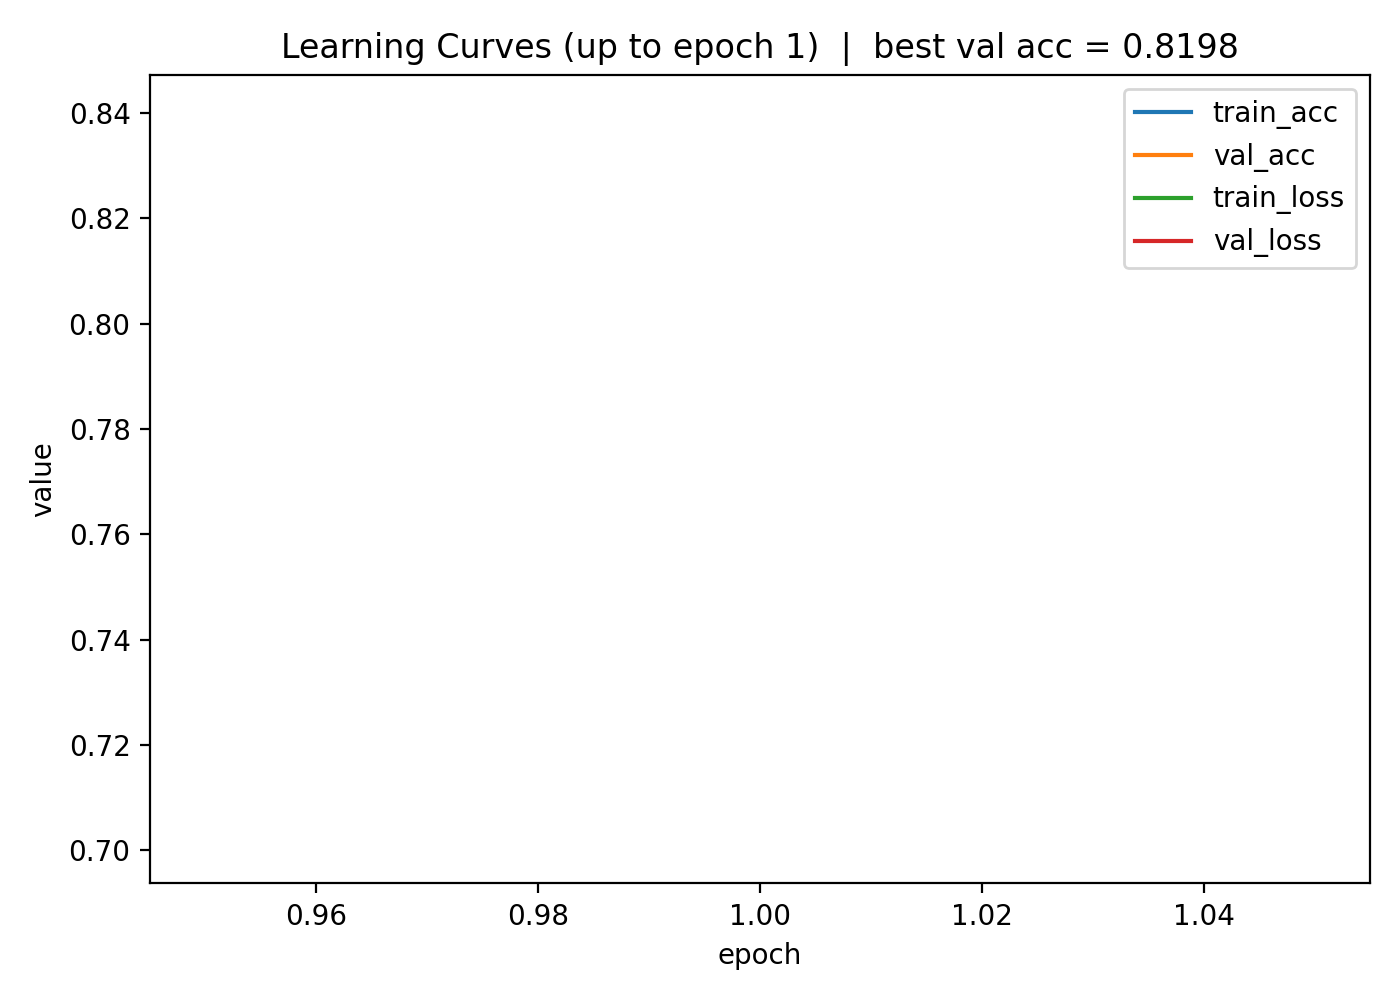 Learning Curves (up to epoch 1) | best val acc = 0.8198
train_acc
val_acc
train_loss
val_loss
value
0.84
0.82
0.80
0.78
0.76
0.74
0.72
0.70
0.96 0.98 1.00 1.02 1.04
epoch